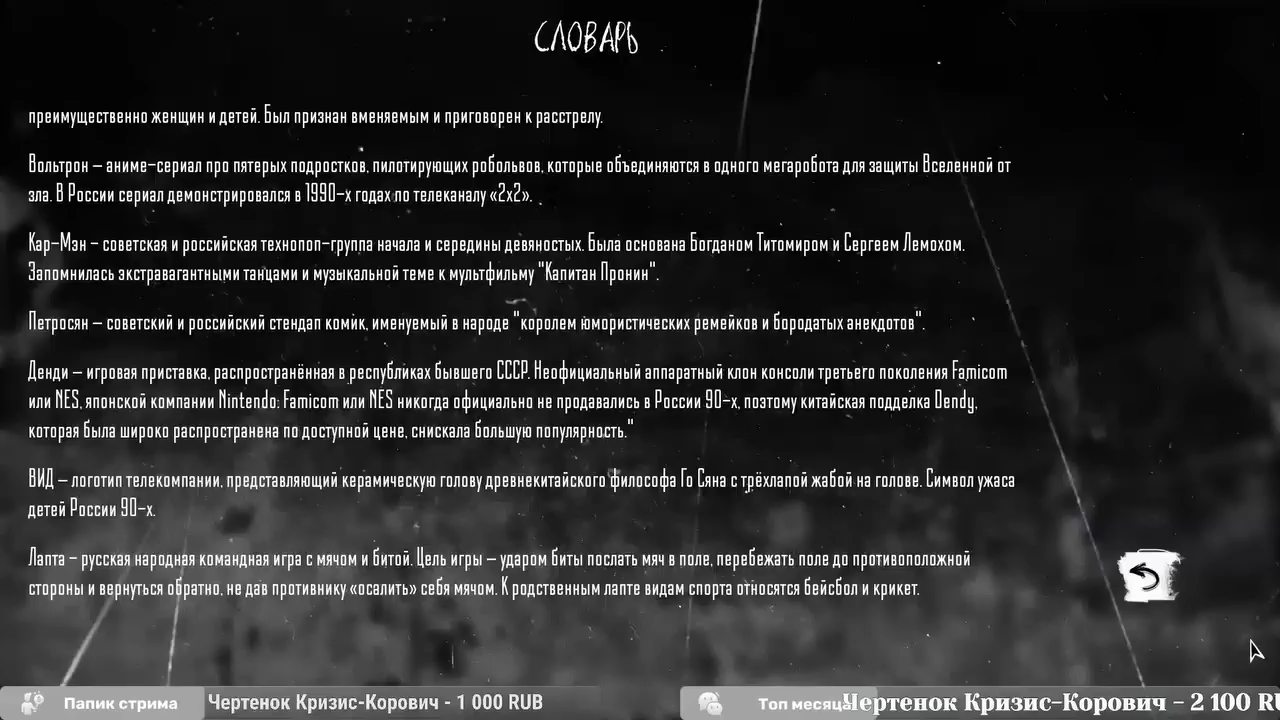 СЛОВАРЬ
преимущественно женщин и детей. Был признан вменяемым и приговорен к расстрелу.
Вольтрон – аниме-сериал про пятерых подростков, пилотирующих робольвов, которые объединяются в одного мегаробота для защиты Вселенной от
зла. В России сериал демонстрировался в 1990-х годах по телеканалу «2х2».
Кар-Мэн – советская и российская технопоп-группа начала и середины девяностых. Была основана Богданом Титомиром и Сергеем Лемохом.
Запомнилась экстравагантными танцами и музыкальной теме к мультфильму "Капитан Пронин".
Петросян – советский и российский стендап комик, именуемый в народе "королем юмористических ремейков и бородатых анекдотов".
Денди – игровая приставка, распространённая в республиках бывшего СССР. Неофициальный аппаратный клон консоли третьего поколения Famicom
или NES, японской компании Nintendo: Famicom или NES никогда официально не продавались в России 90-х, поэтому китайская подделка Dendy,
которая была широко распространена по доступной цене, снискала большую популярность."
ВИД – логотип телекомпании, представляющий керамическую голову древнекитайского философа Го Сяна с трёхлапой жабой на голове. Символ ужаса
детей России 90-х.
Лапта – русская народная командная игра с мячом и битой. Цель игры – ударом биты послать мяч в поле, перебежать поле до противоположной
стороны и вернуться обратно, не дав противнику «осалить» себя мячом. К родственным лапте видам спорта относятся бейсбол и крикет.
Папик стрима Чертенок Кризис-Корович - 1 000 RUB Топ месяца Чертенок Кризис-Корович - 2 100 RU